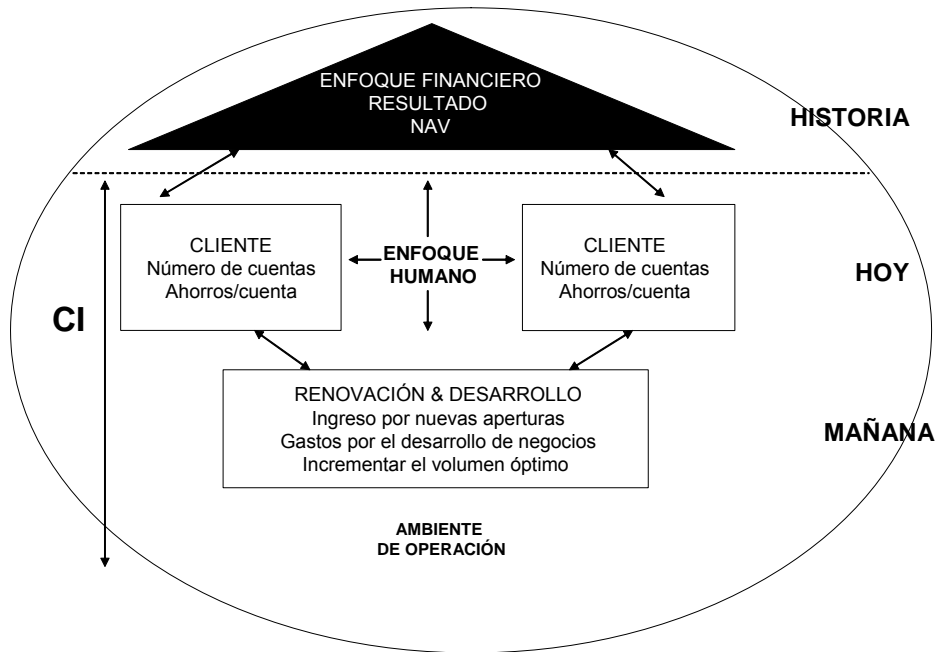 ENFOQUE FINANCIERO
RESULTADO
NAV
HISTORIA
CLIENTE
Número de cuentas
Ahorros/cuenta
ENFOQUE
HUMANO
CLIENTE
Número de cuentas
Ahorros/cuenta
HOY
CI
RENOVACIÓN & DESARROLLO
Ingreso por nuevas aperturas
Gastos por el desarrollo de negocios
Incrementar el volumen óptimo
MAÑANA
AMBIENTE
DE OPERACIÓN